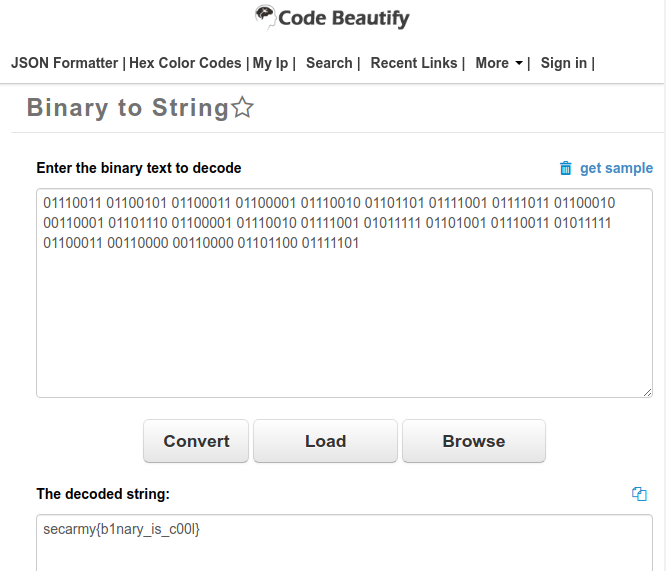 Code Beautify
JSON Formatter | Hex Color Codes | My Ip | Search | Recent Links | More | Sign in |
Binary to String
Enter the binary text to decode
get sample
01110011 01100101 01100011 01100001 01110010 01101101 01111001 01111011 01100010
00110001 01101110 01100001 01110010 01111001 01011111 01101001 01110011 01011111
01100011 00110000 00110000 01101100 01111101
Convert Load Browse
The decoded string:
secarmy{b1nary_is_c00l}